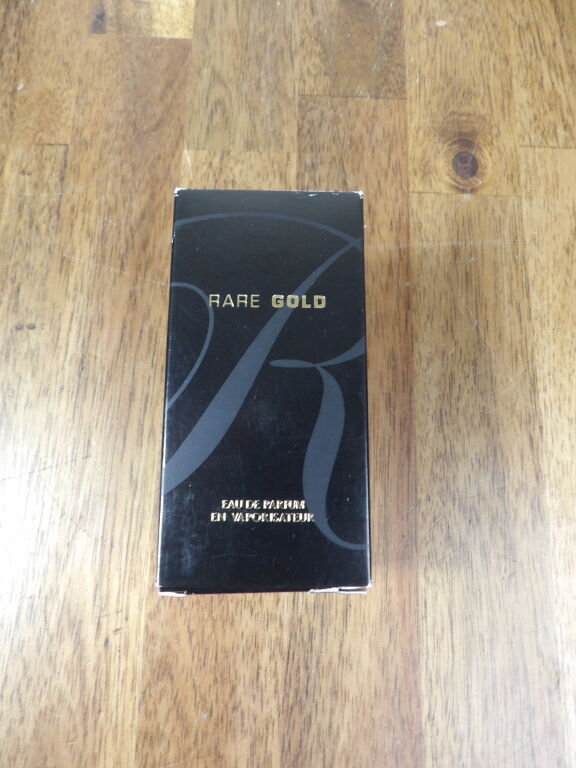 RARE GOLD
EAU DE PARFUM
EN VAPORISATEUR